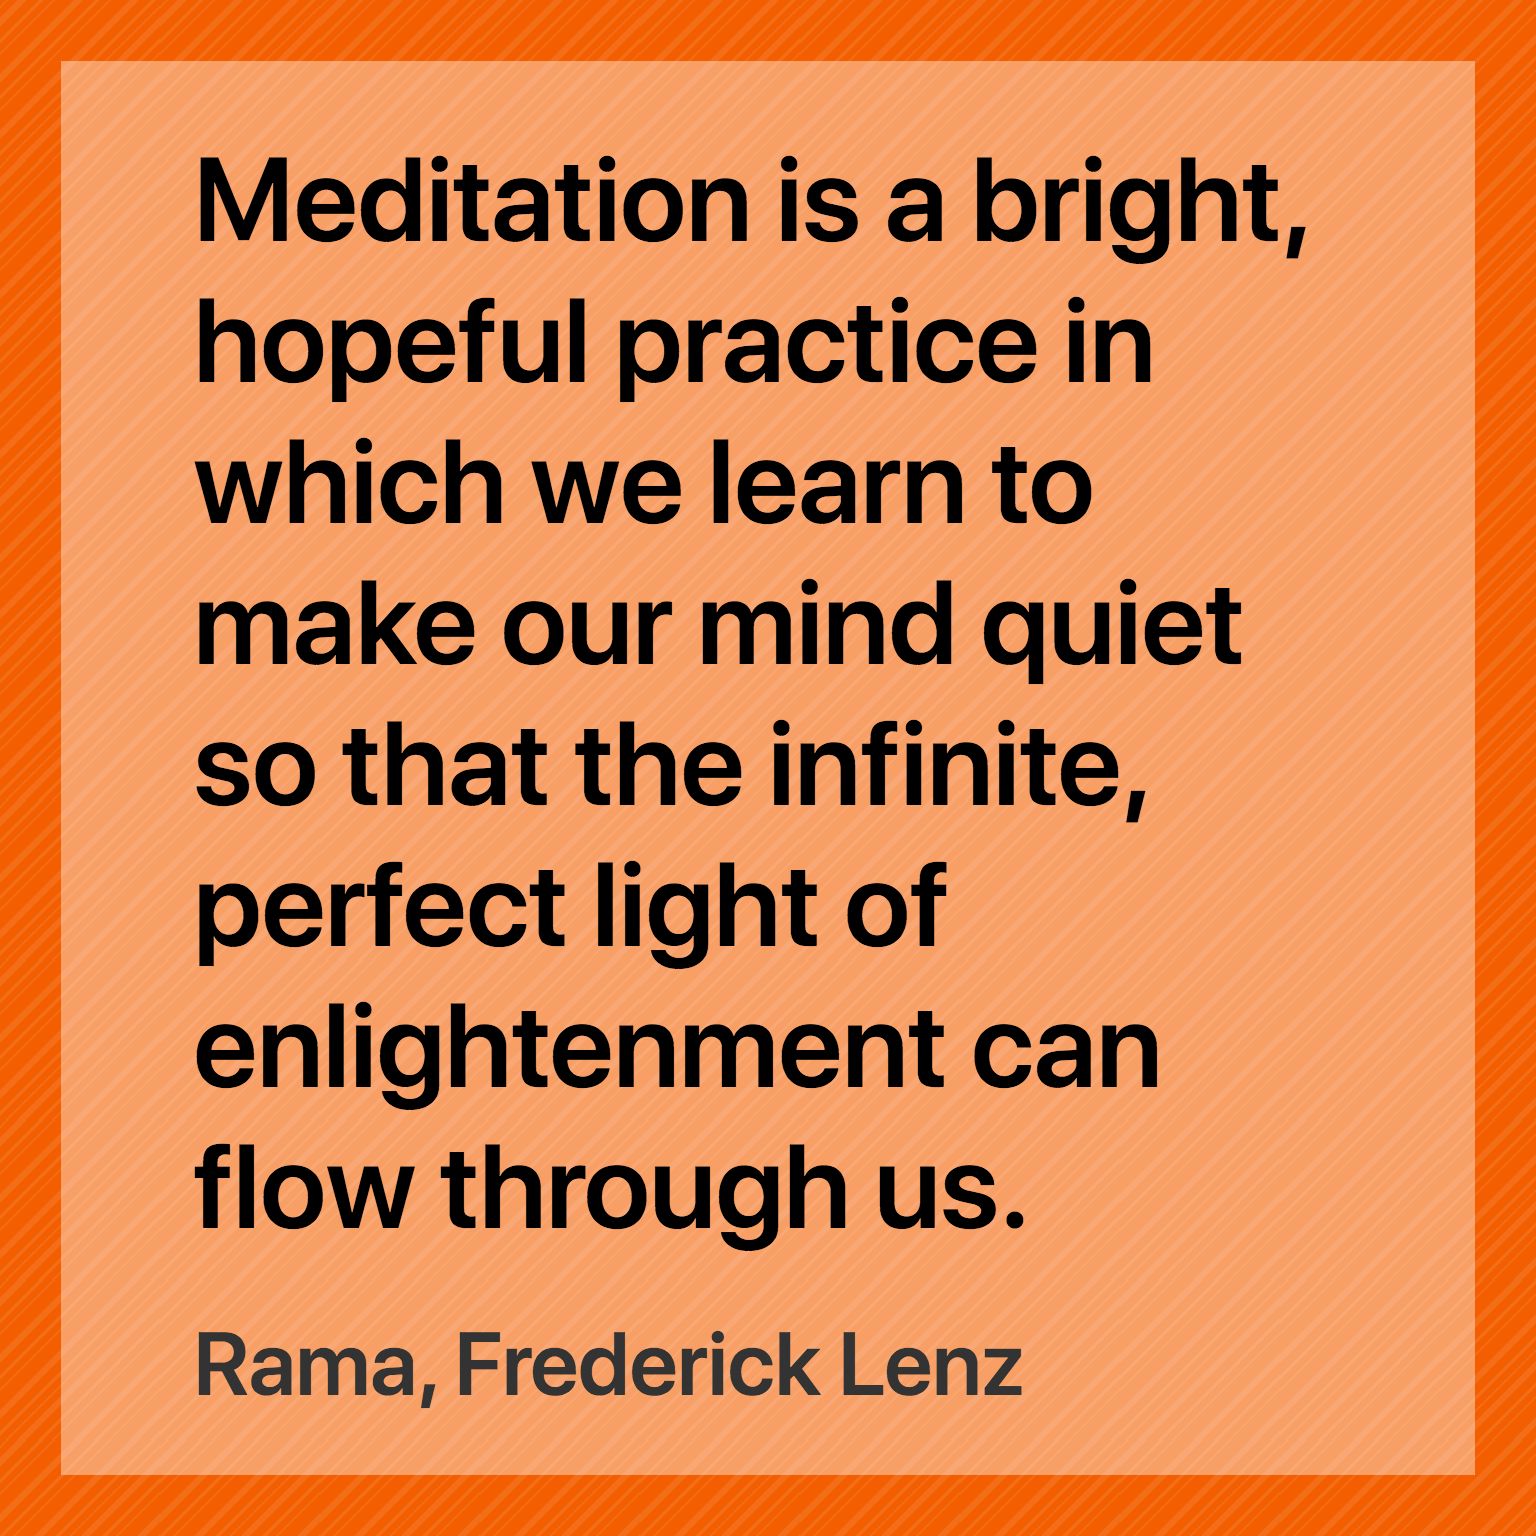 Meditation is a bright,
hopeful practice in
which we learn to
make our mind quiet
so that the infinite,
perfect light of
enlightenment can
flow through us.
Rama, Frederick Lenz